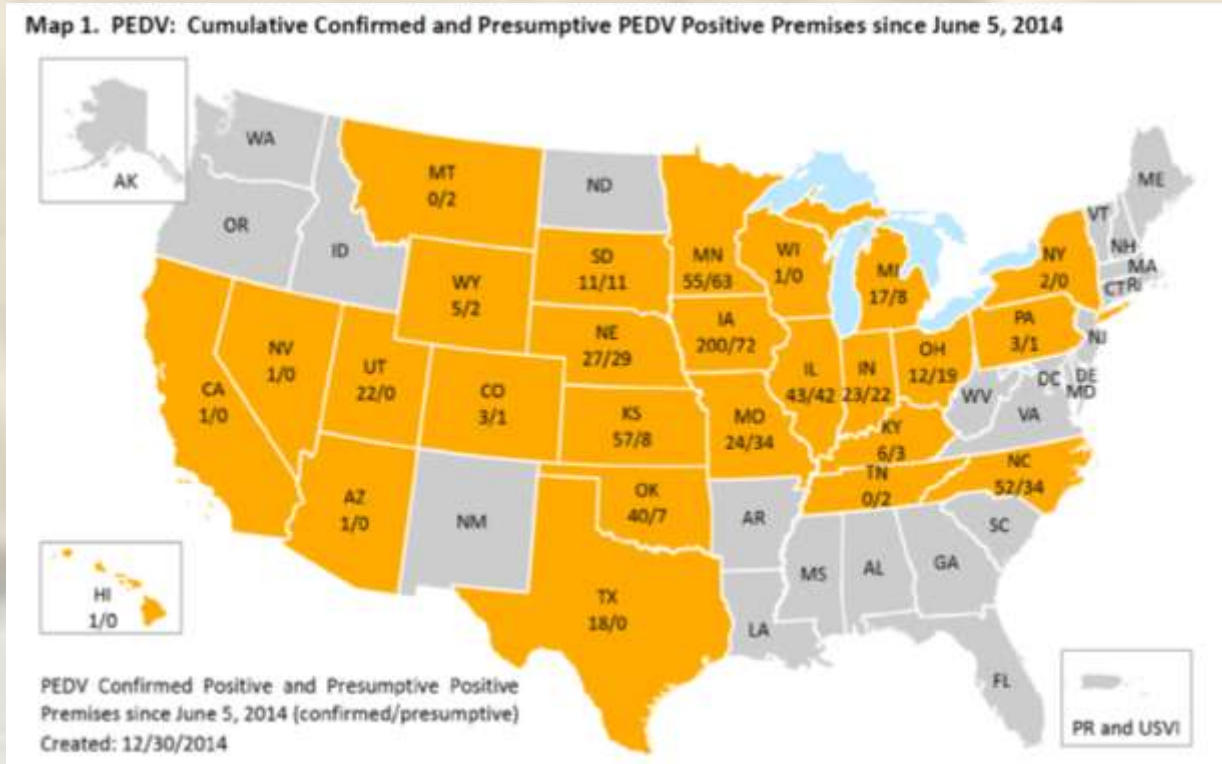 Map 1. PEDV: Cumulative Confirmed and Presumptive PEDV Positive Premises since June 5, 2014
AK
WA
OR
ID
MT
0/2
ND
SD
11/11
MN
55/63
WI
1/0
MI
17/8
NY
2/0
VT
NH
ME
MA
CT
RI
WY
5/2
NE
27/29
IA
200/72
IL
43/42
IN
23/22
OH
12/19
PA
3/1
NJ
DE
MD
DC
WV
VA
CA
1/0
NV
1/0
UT
22/0
CO
3/1
KS
57/8
MO
24/34
KY
6/3
TN
0/2
NC
52/34
SC
AZ
1/0
NM
OK
40/7
AR
MS
AL
GA
TX
18/0
LA
FL
HI
1/0
PR and USVI
PEDV Confirmed Positive and Presumptive Positive
Premises since June 5, 2014 (confirmed/presumptive)
Created: 12/30/2014